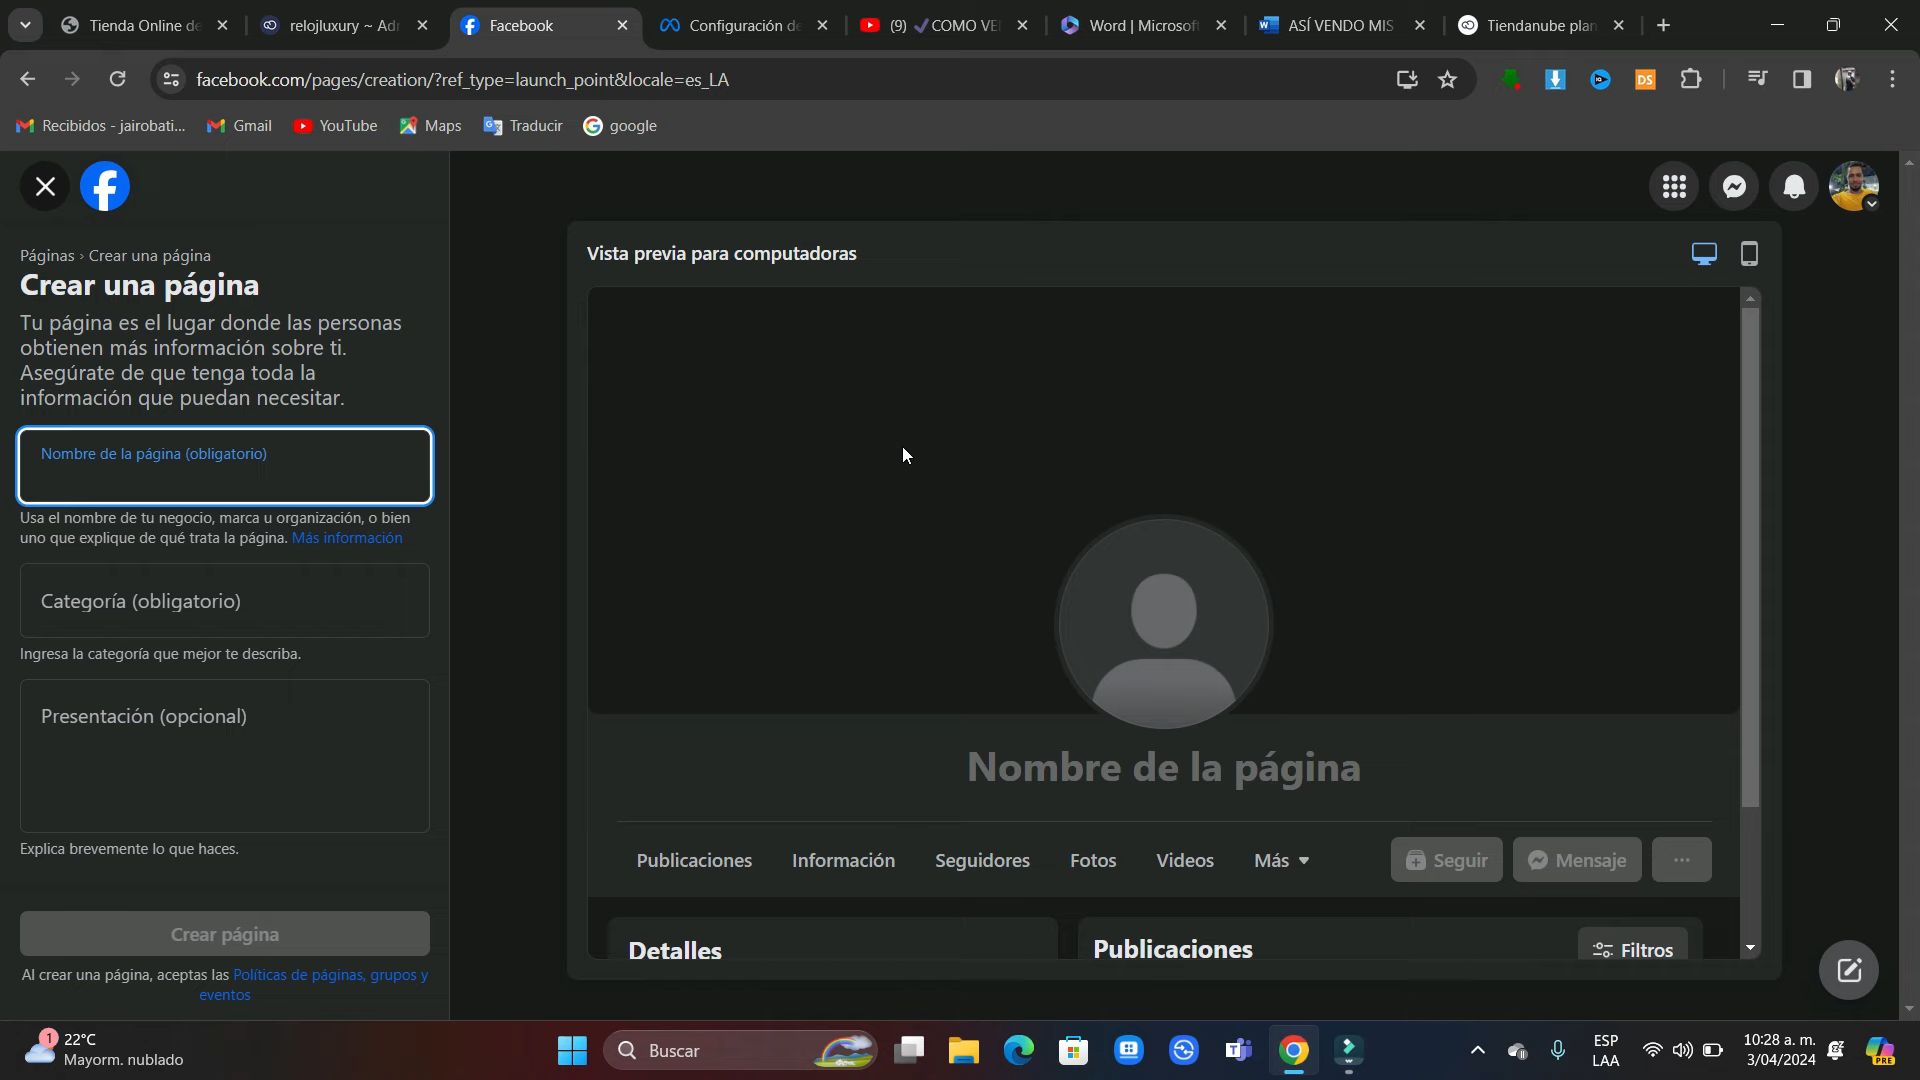 Tienda Online de
relojluxury ~ Adr
Facebook
Configuración de
(9) ✓COMO VEI
Word | Microsoft
ASÍ VENDO MIS
Tiendanube plan
facebook.com/pages/creation/?ref_type=launch_point&locale=es_LA
DS
Recibidos - jairobati...
Gmail
YouTube
Maps
Traducir
google
Páginas › Crear una página
Crear una página
Tu página es el lugar donde las personas
obtienen más información sobre ti.
Asegúrate de que tenga toda la
información que puedan necesitar.
Nombre de la página (obligatorio)
Usa el nombre de tu negocio, marca u organización, o bien
uno que explique de qué trata la página. Más información
Categoría (obligatorio)
Ingresa la categoría que mejor te describa.
Presentación (opcional)
Explica brevemente lo que haces.
Crear página
Al crear una página, aceptas las Políticas de páginas, grupos y
eventos
Vista previa para computadoras
Nombre de la página
Publicaciones
Información
Seguidores
Fotos
Videos
Más
Seguir
Mensaje
Detalles
Publicaciones
Filtros
1
22°C
Mayorm. nublado
Buscar
ESP
LAA
10:28 a. m.
3/04/2024
PRE